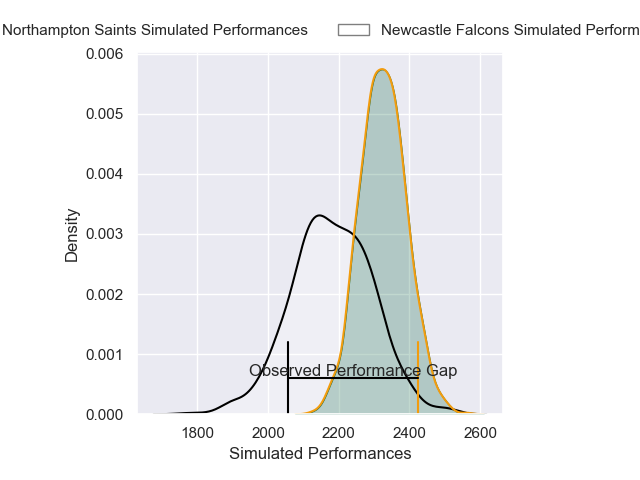 Northampton Saints Simulated Performances
Newcastle Falcons Simulated Perform
0.006
0.005
0.004
0.003
0.002
0.001
0.000
Density
Observed Performance Gap
1800 2000 2200 2400 2600
Simulated Performances